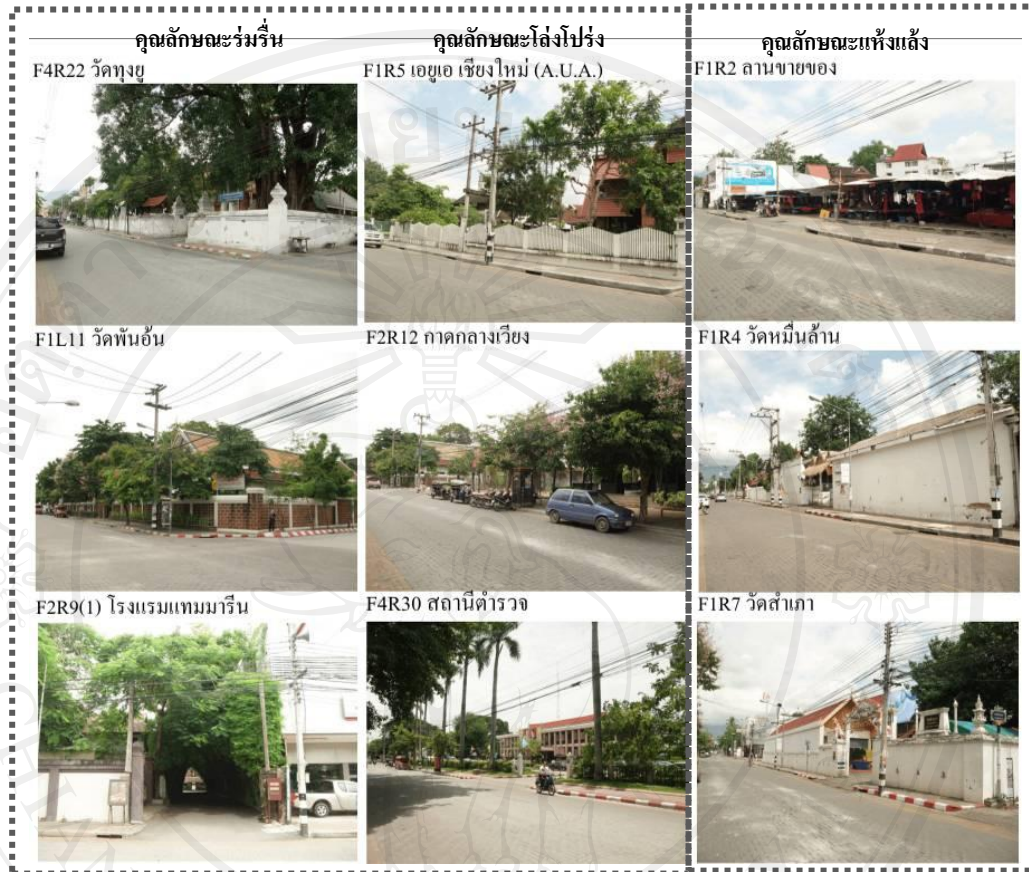 คุณลักษณะร่มรื่น คุณลักษณะโล่งโปร่ง คุณลักษณะแห้งแล้ง
F4R22 วัดทุงยู F1R5 เอยูเอ เชียงใหม่ (A.U.A.) F1R2 ลานขายของ
F1L11 วัดพันอ้น F2R12 กาดกลางเวียง F1R4 วัดหมื่นล้าน
F2R9(1) โรงแรมแทมมารีน F4R30 สถานีตำรวจ F1R7 วัดสำเภา